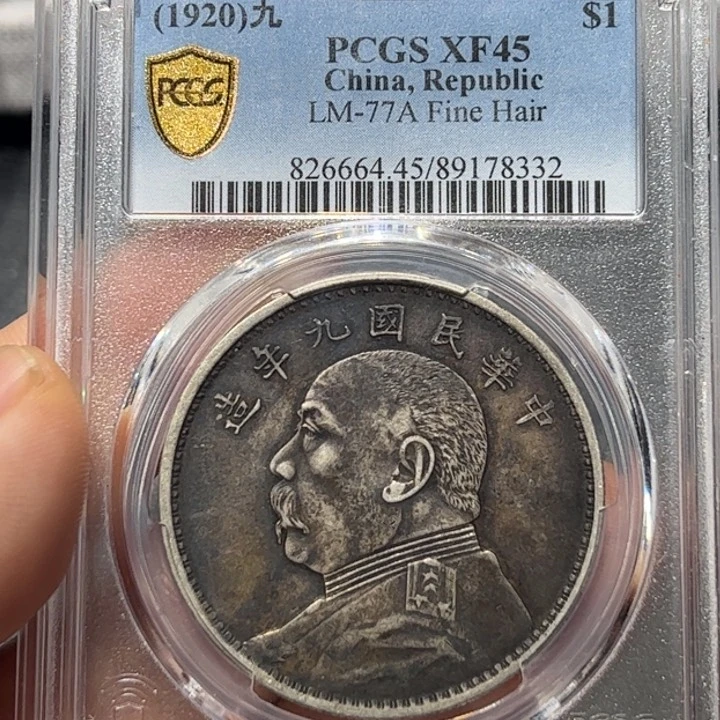 (1920)九 $1
PCGS XF45
China, Republic
LM-77A Fine Hair
826664.45/89178332
PCGS
造年九國民華中